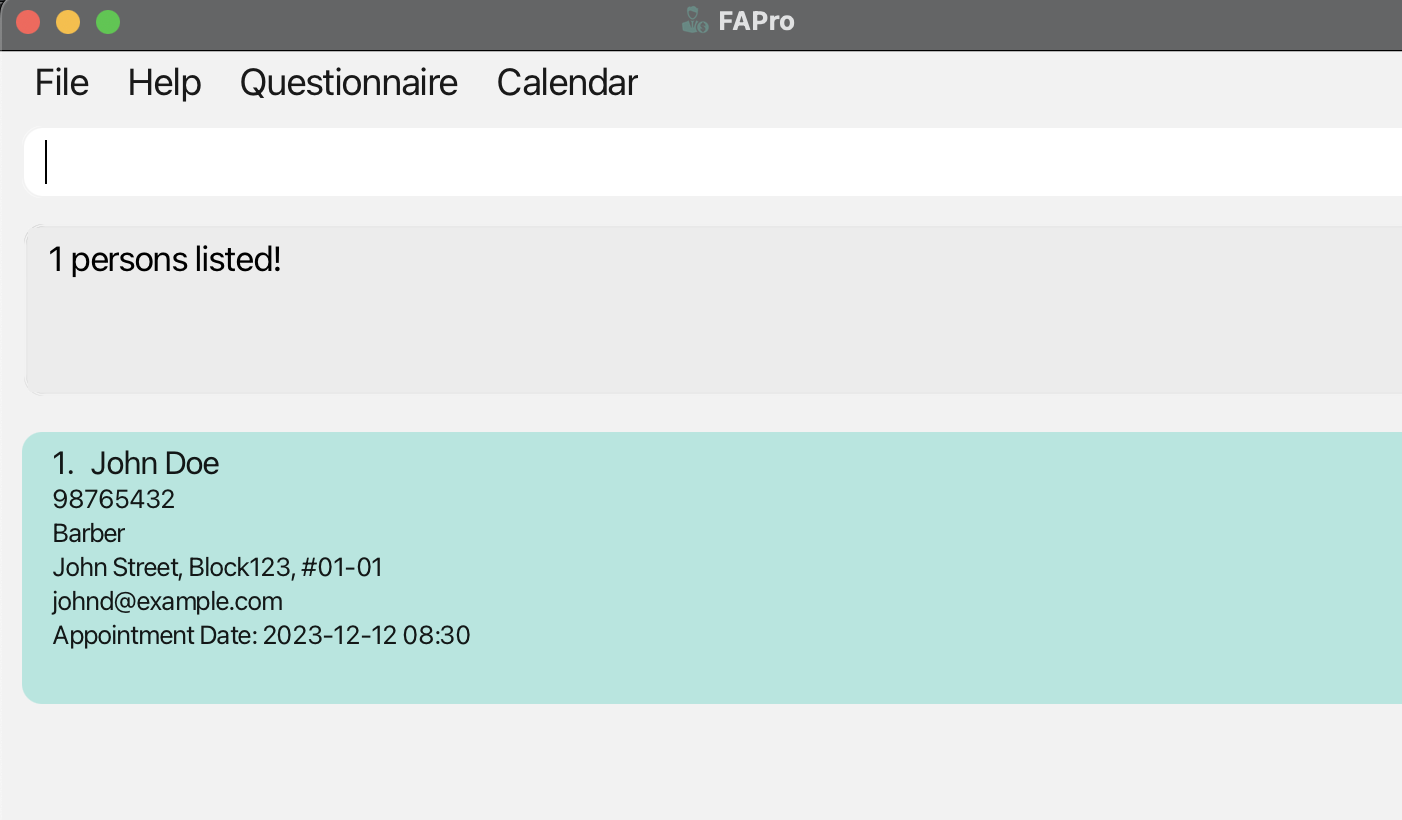 FAPro
File Help Questionnaire Calendar
1 persons listed!
1. John Doe
98765432
Barber
John Street, Block123, #01-01
johnd@example.com
Appointment Date: 2023-12-12 08:30